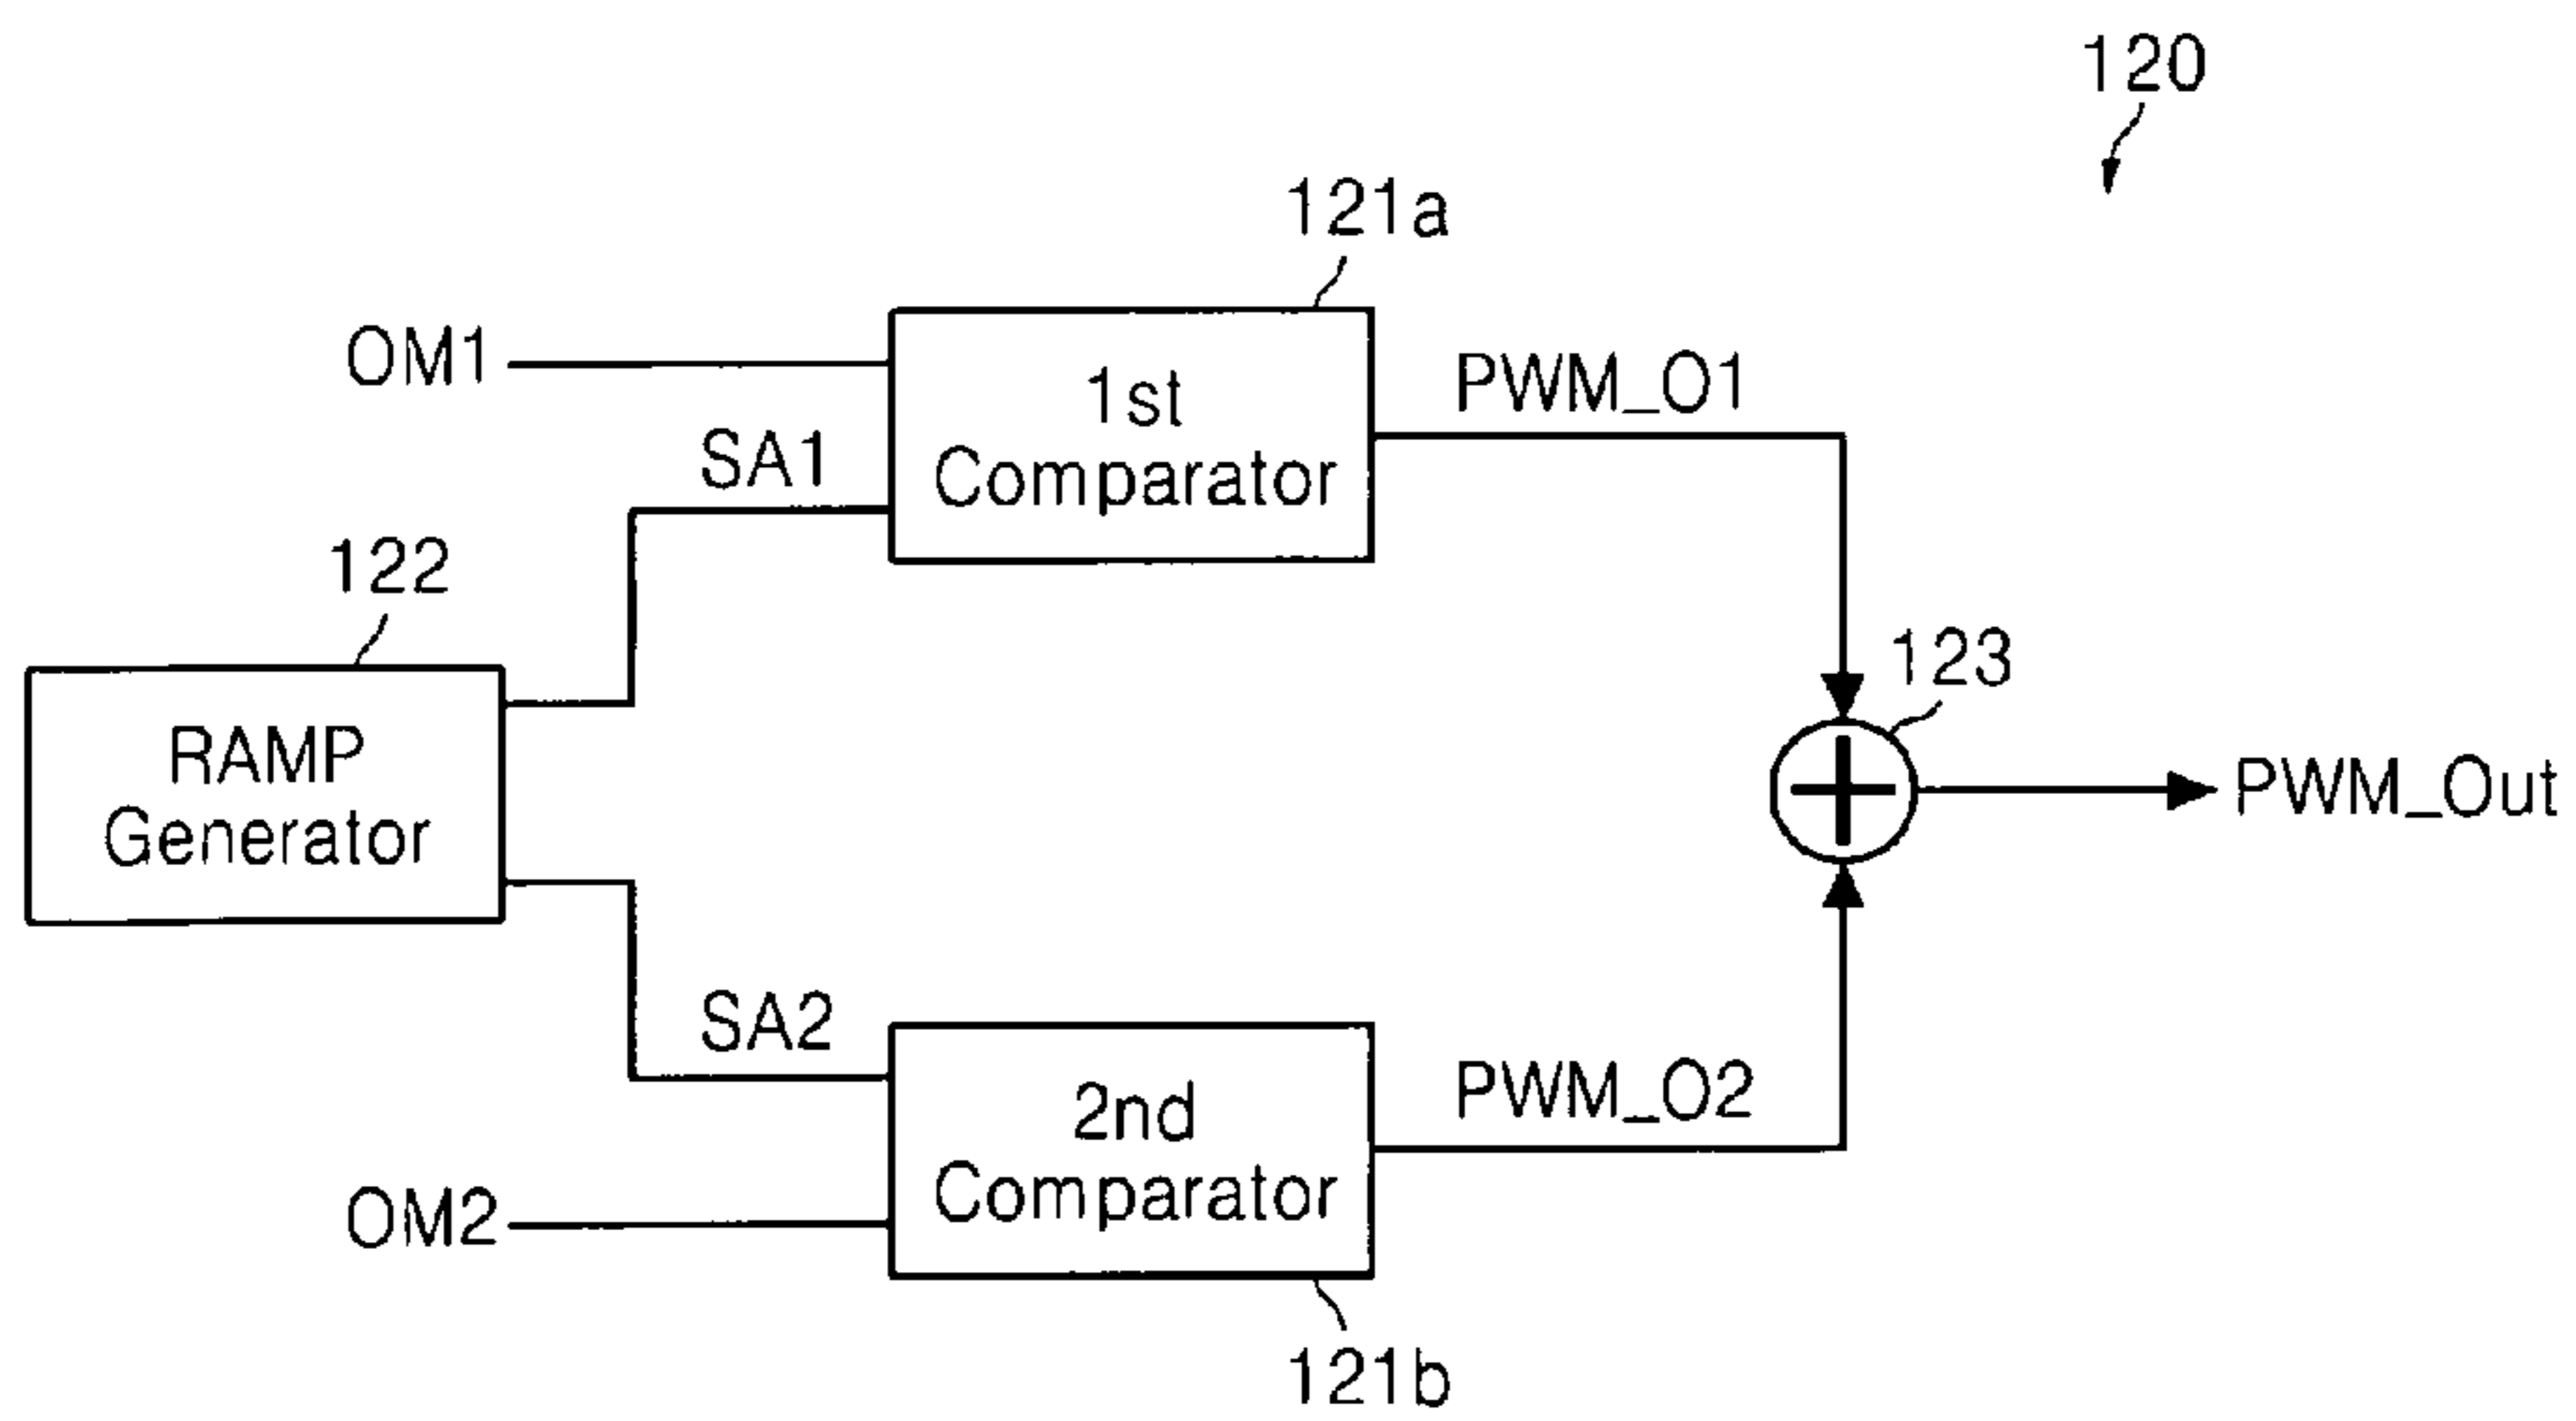 120
121a
OM1
1st
Comparator
PWM_O1
SA1
122
RAMP
Generator
123
PWM_Out
SA2
2nd
Comparator
PWM_O2
OM2
121b